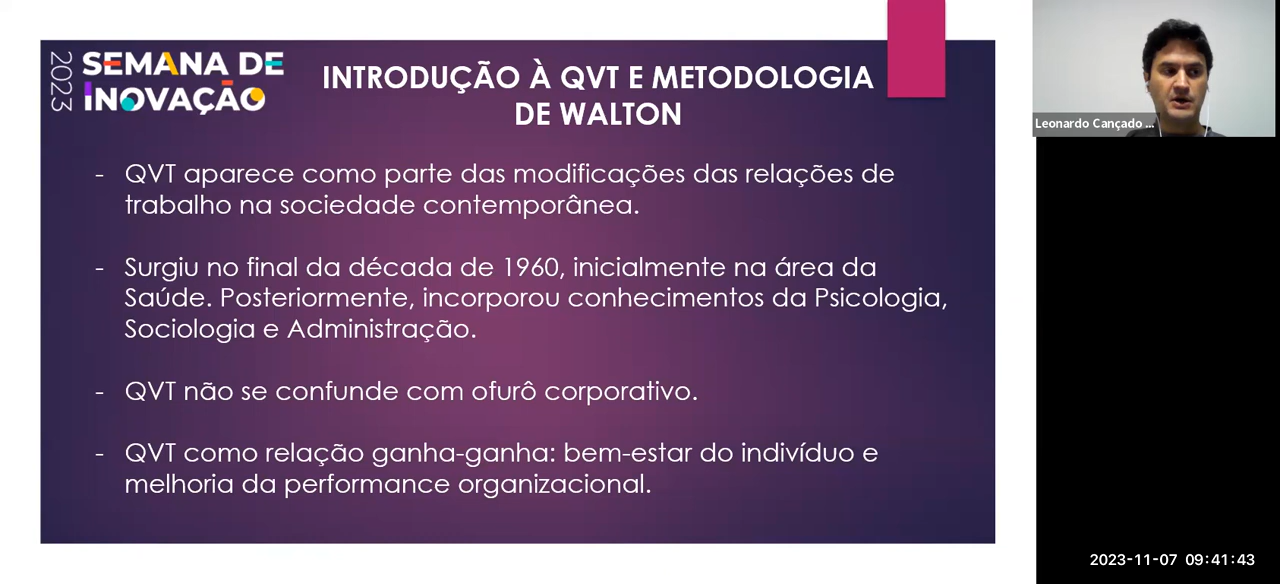 2023
SEMANA DE
INOVAÇÃO
INTRODUÇÃO À QVT E METODOLOGIA
DE WALTON
- QVT aparece como parte das modificações das relações de
trabalho na sociedade contemporânea.
- Surgiu no final da década de 1960, inicialmente na área da
Saúde. Posteriormente, incorporou conhecimentos da Psicologia,
Sociologia e Administração.
- QVT não se confunde com ofurô corporativo.
- QVT como relação ganha-ganha: bem-estar do indivíduo e
melhoria da performance organizacional.
Leonardo Cançado ...
2023-11-07 09:41:43